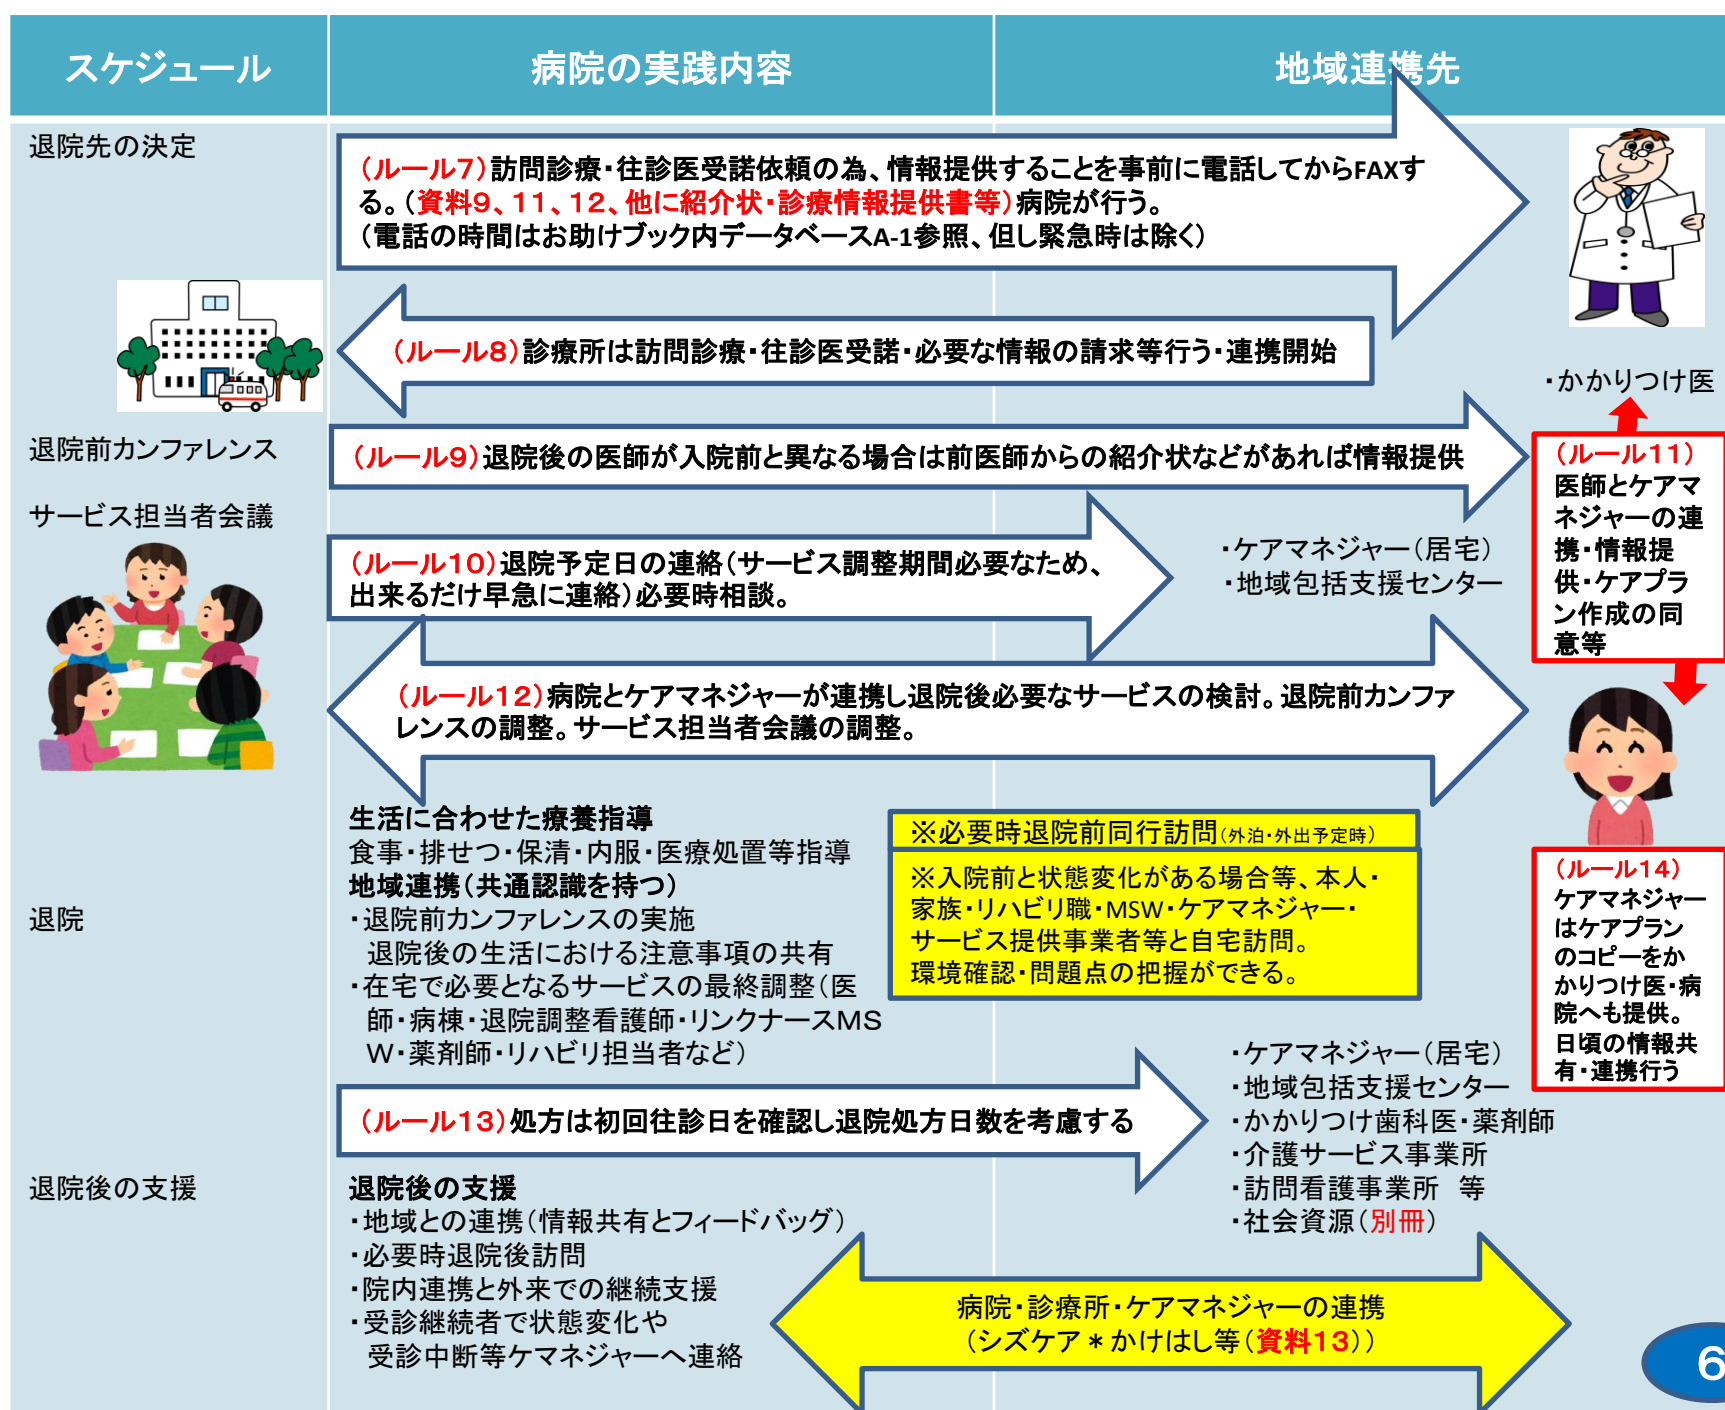 スケジュール
病院の実践内容
地域連携先
退院先の決定
（ルール7）訪問診療・往診医受諾依頼の為、情報提供することを事前に電話してからFAXす
る。（資料9、11、12、他に紹介状・診療情報提供書等）病院が行う。
（電話の時間はお助けブック内データベースA-1参照、但し緊急時は除く）
（ルール8）診療所は訪問診療・往診医受諾・必要な情報の請求等行う・連携開始
・かかりつけ医
退院前カンファレンス
（ルール9）退院後の医師が入院前と異なる場合は前医師からの紹介状などがあれば情報提供
（ルール11）
医師とケアマ
ネジャーの連
携・情報提
供・ケアプラ
ン作成の同
意等
サービス担当者会議
（ルール10）退院予定日の連絡（サービス調整期間必要なため、
出来るだけ早急に連絡）必要時相談。
・ケアマネジャー（居宅）
・地域包括支援センター
（ルール12）病院とケアマネジャーが連携し退院後必要なサービスの検討。退院前カンファ
レンスの調整。サービス担当者会議の調整。
生活に合わせた療養指導
食事・排せつ・保清・内服・医療処置等指導
地域連携（共通認識を持つ）
・退院前カンファレンスの実施
退院後の生活における注意事項の共有
・在宅で必要となるサービスの最終調整（医
師・病棟・退院調整看護師・リンクナースMS
W・薬剤師・リハビリ担当者など）
※必要時退院前同行訪問（外泊・外出予定時）
※入院前と状態変化がある場合等、本人・
家族・リハビリ職・MSW・ケアマネジャー・
サービス提供事業者等と自宅訪問。
環境確認・問題点の把握ができる。
（ルール14）
ケアマネジャー
はケアプラン
のコピーをか
かりつけ医・病
院へも提供。
日頃の情報共
有・連携行う
退院
（ルール13）処方は初回往診日を確認し退院処方日数を考慮する
・ケアマネジャー（居宅）
・地域包括支援センター
・かかりつけ歯科医・薬剤師
・介護サービス事業所
・訪問看護事業所　等
・社会資源（別冊）
退院後の支援
退院後の支援
・地域との連携（情報共有とフィードバッグ）
・必要時退院後訪問
・院内連携と外来での継続支援
・受診継続者で状態変化や
受診中断等ケマネジャーへ連絡
病院・診療所・ケアマネジャーの連携
（シズケア＊かけはし等（資料13））
6